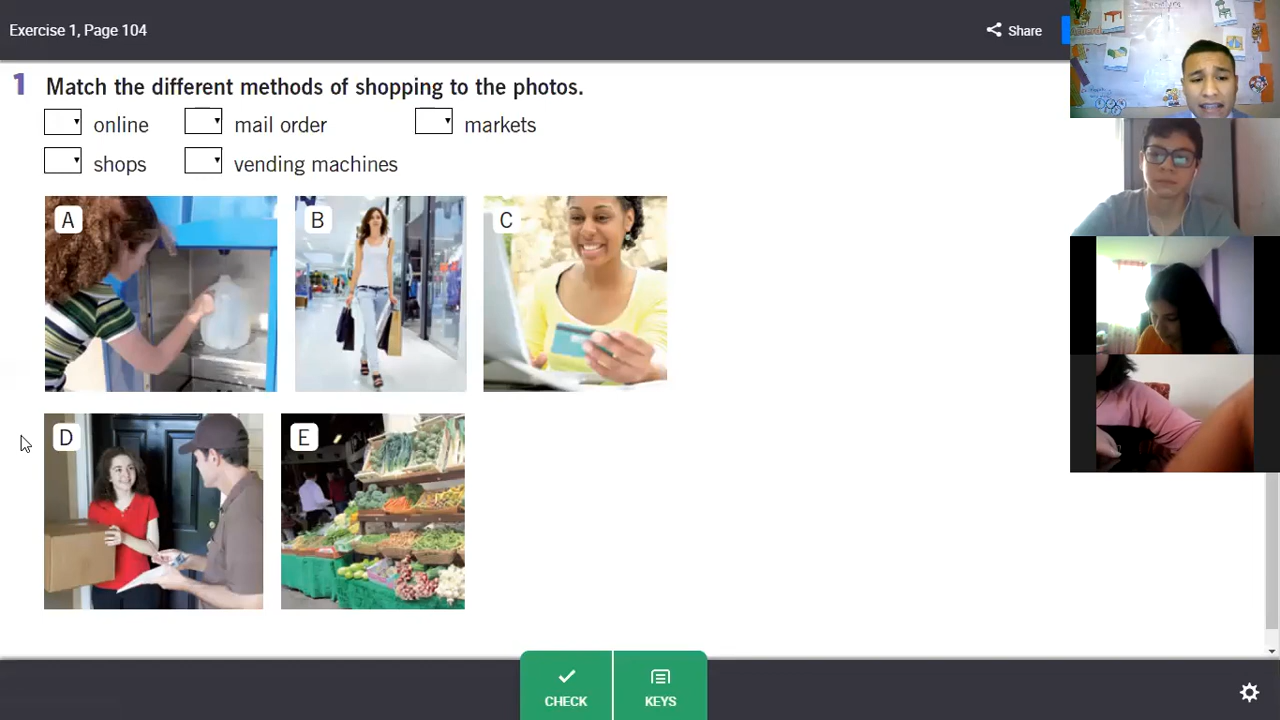 Exercise 1, Page 104
Share
1 Match the different methods of shopping to the photos.
online mail order markets
shops vending machines
A B C
D E
CHECK KEYS